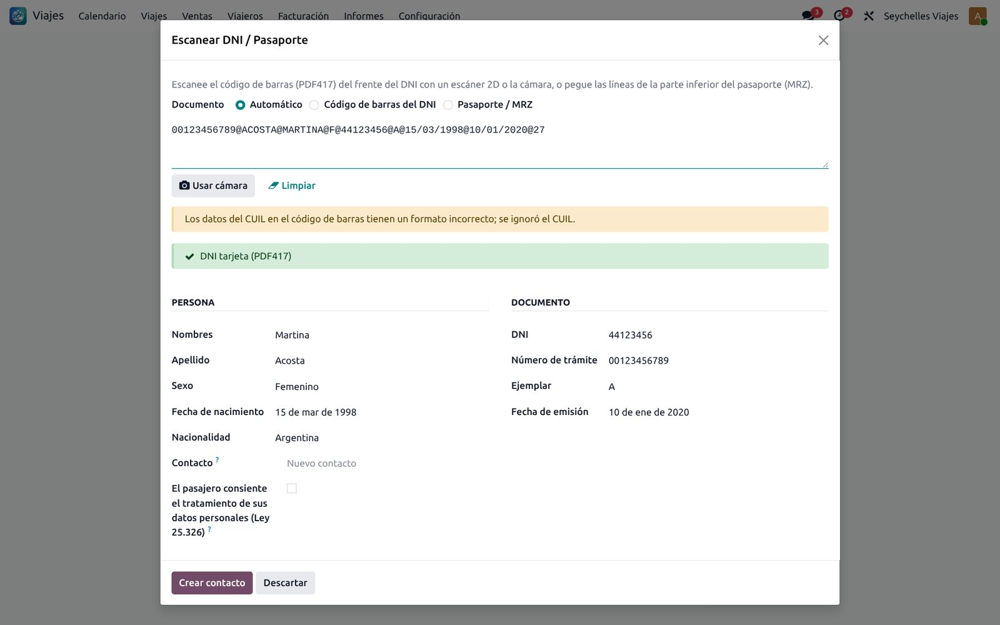 Viajes Calendario Viajes Ventas Viajeros Facturación Informes Configuración 3 2 Seychelles Viajes A
Escanear DNI / Pasaporte
Escanee el código de barras (PDF417) del frente del DNI con un escáner 2D o la cámara, o pegue las líneas de la parte inferior del pasaporte (MRZ).
Documento Automático Código de barras del DNI Pasaporte / MRZ
00123456789@ACOSTA@MARTINA@F@44123456@A@15/03/1998@10/01/2020@27
Usar cámara Limpiar
Los datos del CUIL en el código de barras tienen un formato incorrecto; se ignoró el CUIL.
DNI tarjeta (PDF417)
PERSONA
Nombres Martina
Apellido Acosta
Sexo Femenino
Fecha de nacimiento 15 de mar de 1998
Nacionalidad Argentina
Contacto ? Nuevo contacto
El pasajero consiente
el tratamiento de sus
datos personales (Ley
25.326) ?
DOCUMENTO
DNI 44123456
Número de trámite 00123456789
Ejemplar A
Fecha de emisión 10 de ene de 2020
Crear contacto Descartar